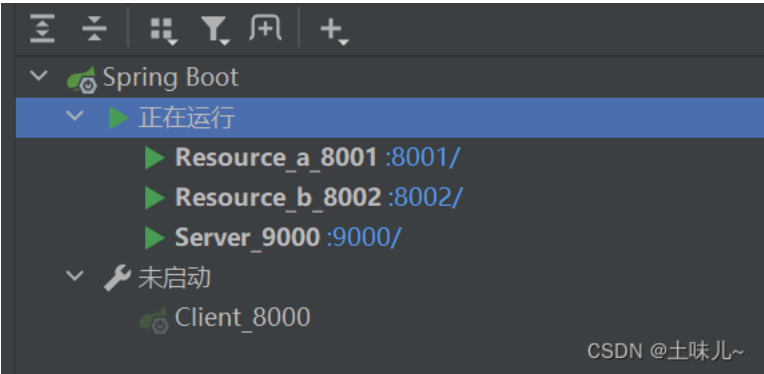 Spring Boot
正在运行
Resource_a_8001 :8001/
Resource_b_8002 :8002/
Server_9000 :9000/
未启动
Client_8000
CSDN @土味儿~